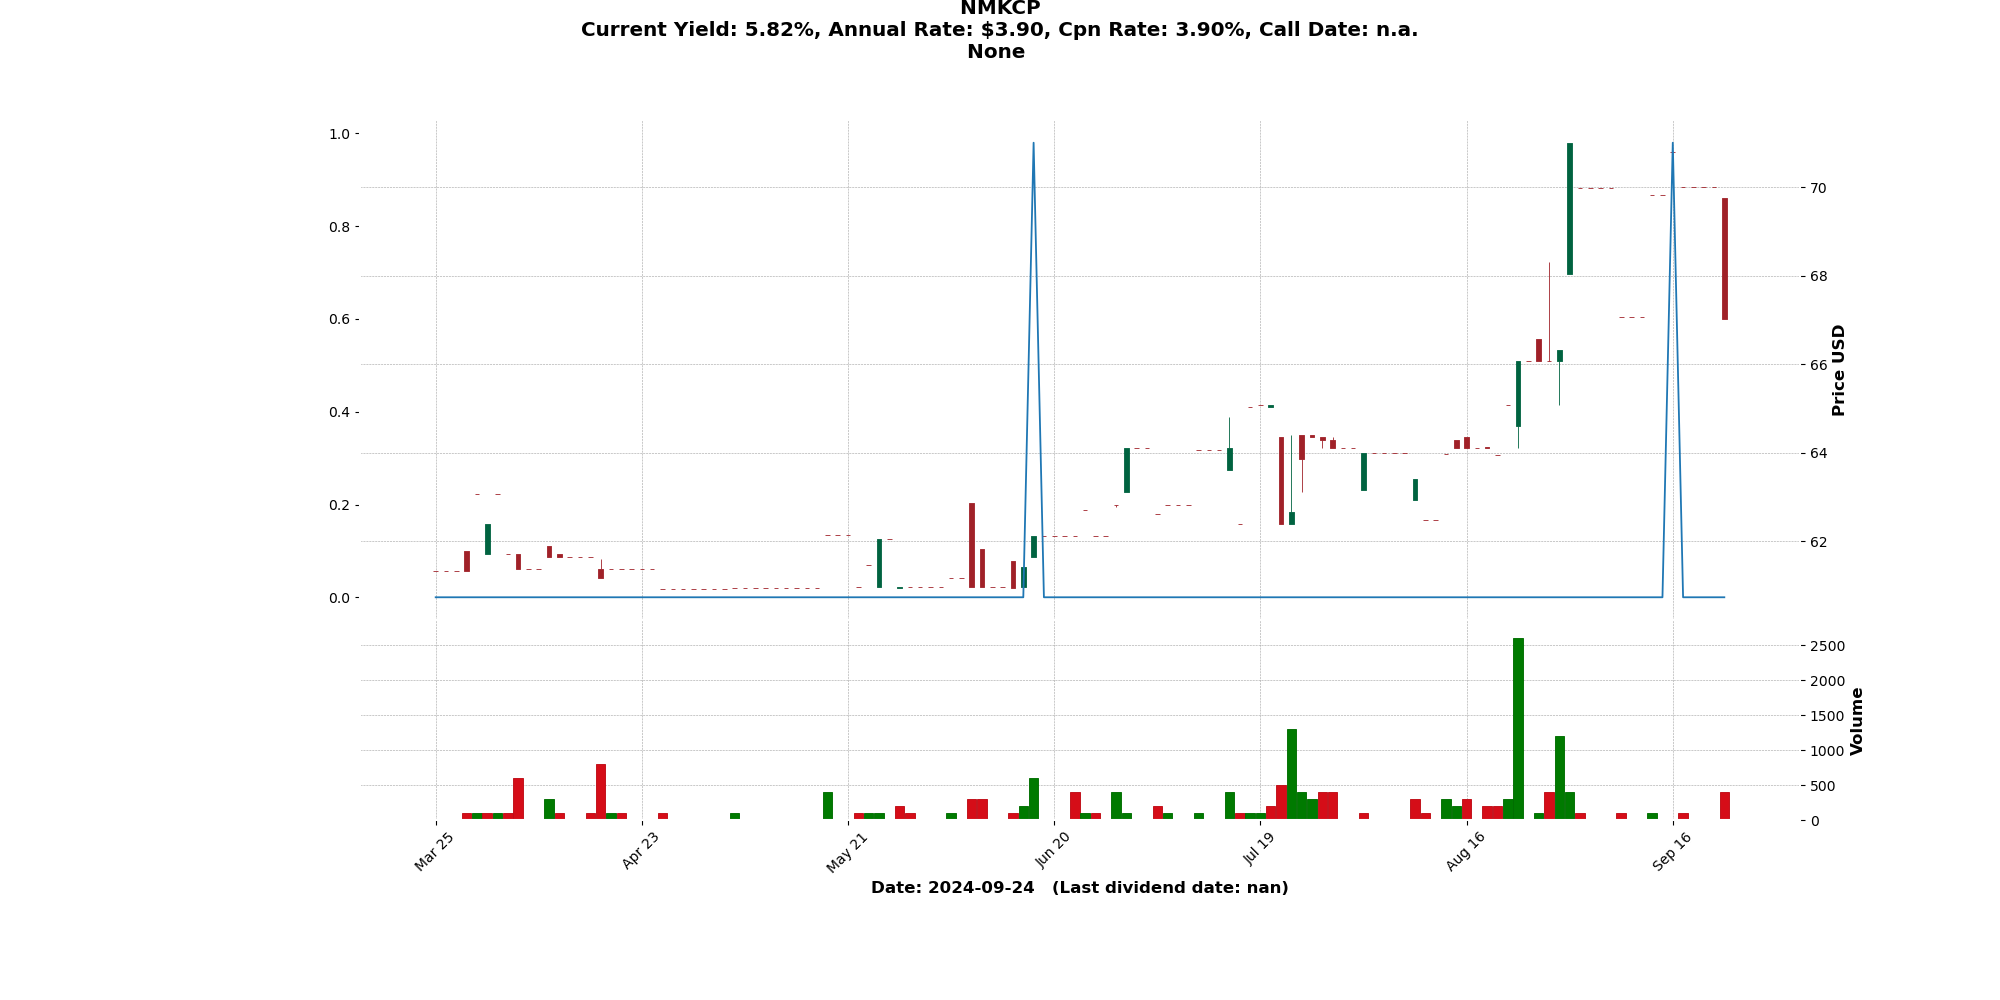 NMKCP
Current Yield: 5.82%, Annual Rate: $3.90, Cpn Rate: 3.90%, Call Date: n.a.
None
1.0
0.8
0.6
0.4
0.2
0.0
70
68
66
64
62
Price USD
2500
2000
1500
1000
500
0
Volume
Mar 25
Apr 23
May 21
Jun 20
Jul 19
Aug 16
Sep 16
Date: 2024-09-24   (Last dividend date: nan)